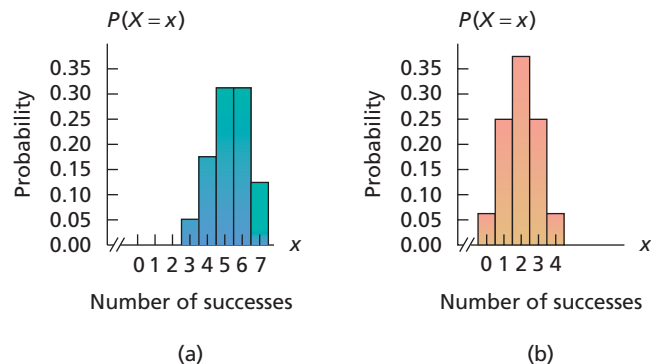 P(X = x)
Probability
0.35
0.30
0.25
0.20
0.15
0.10
0.05
0.00
0 1 2 3 4 5 6 7
x
Number of successes
(a)
P(X = x)
Probability
0.35
0.30
0.25
0.20
0.15
0.10
0.05
0.00
0 1 2 3 4
x
Number of successes
(b)